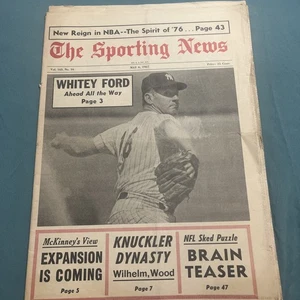 New Reign in NBA--The Spirit of '76 ... Page 43
The Sporting News
WHITEY FORD
Ahead All the Way
Page 3
McKinney's View
EXPANSION
IS COMING
Page 5
KNUCKLER
DYNASTY
Wilhelm, Wood
Page 7
NFL Sked Puzzle
BRAIN
TEASER
Page 47